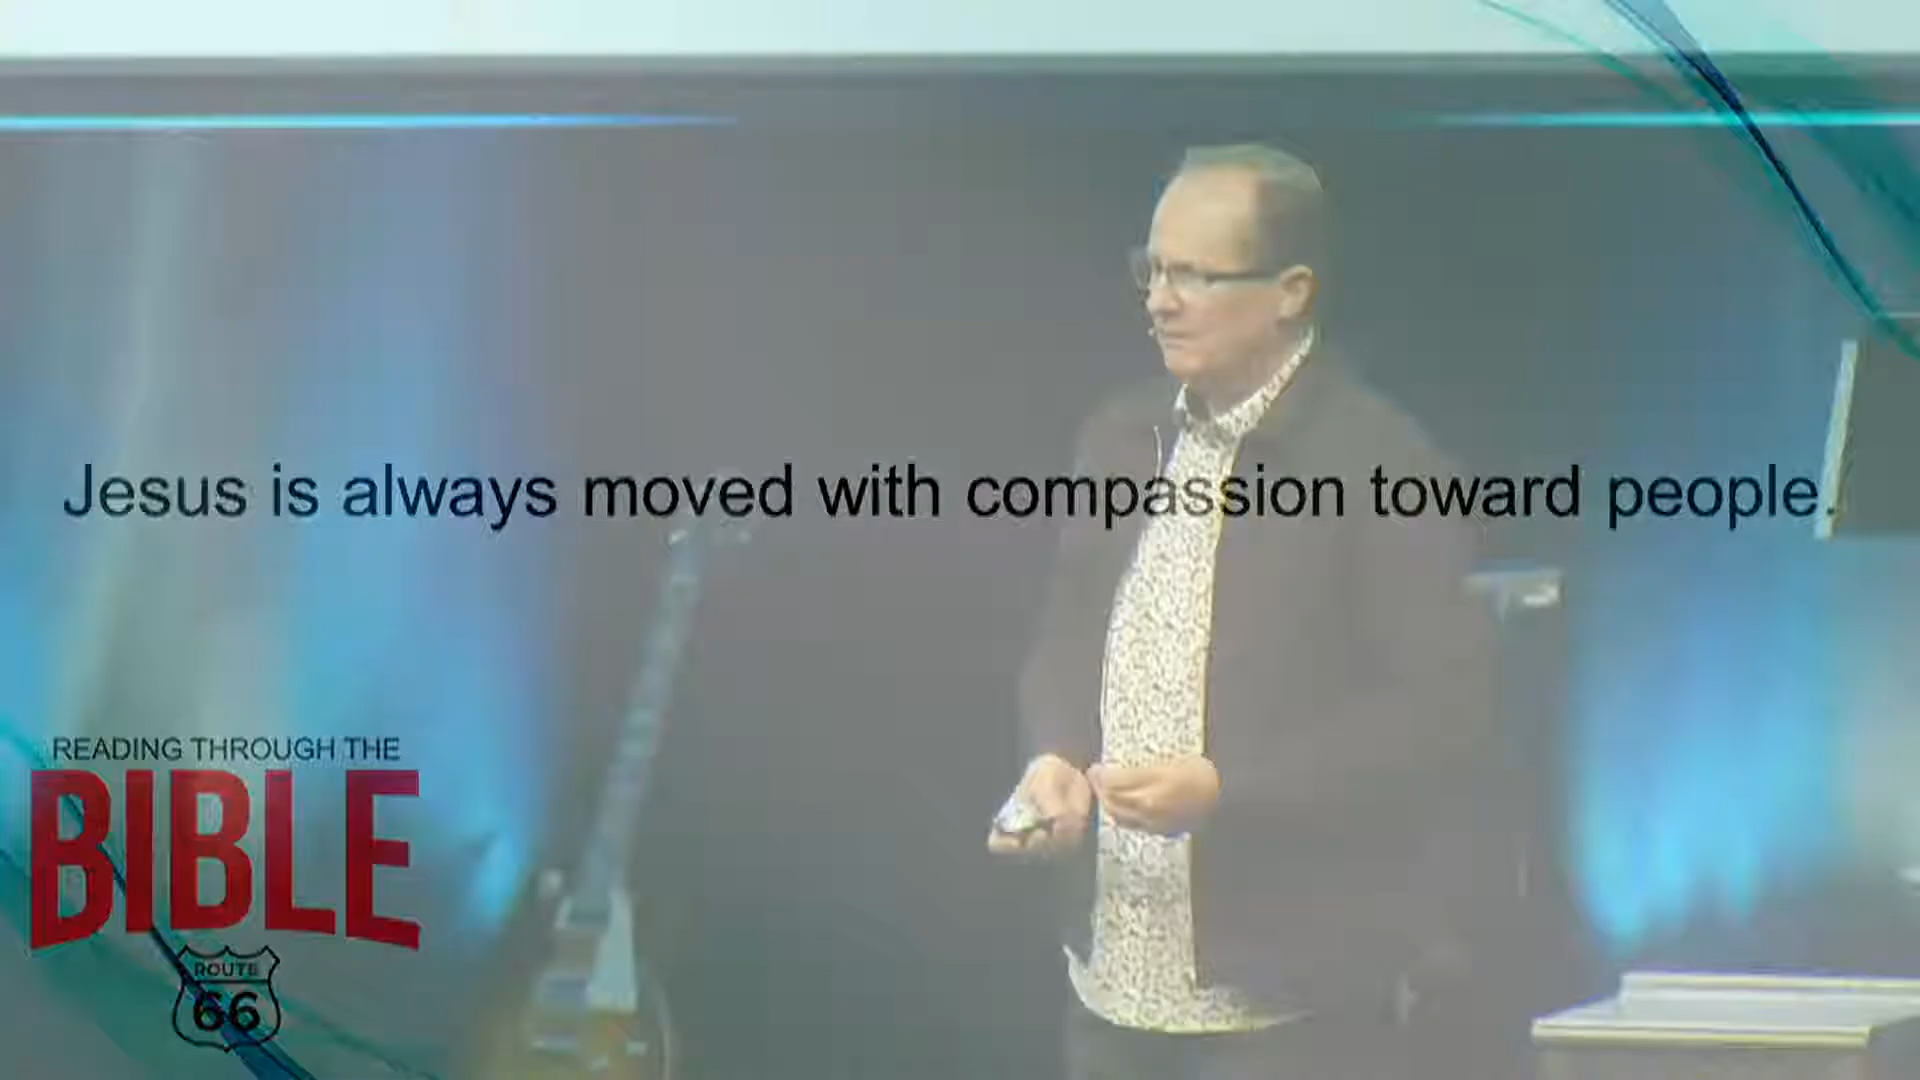 Jesus is always moved with compassion toward people.
READING THROUGH THE
BIBLE
ROUTE
66